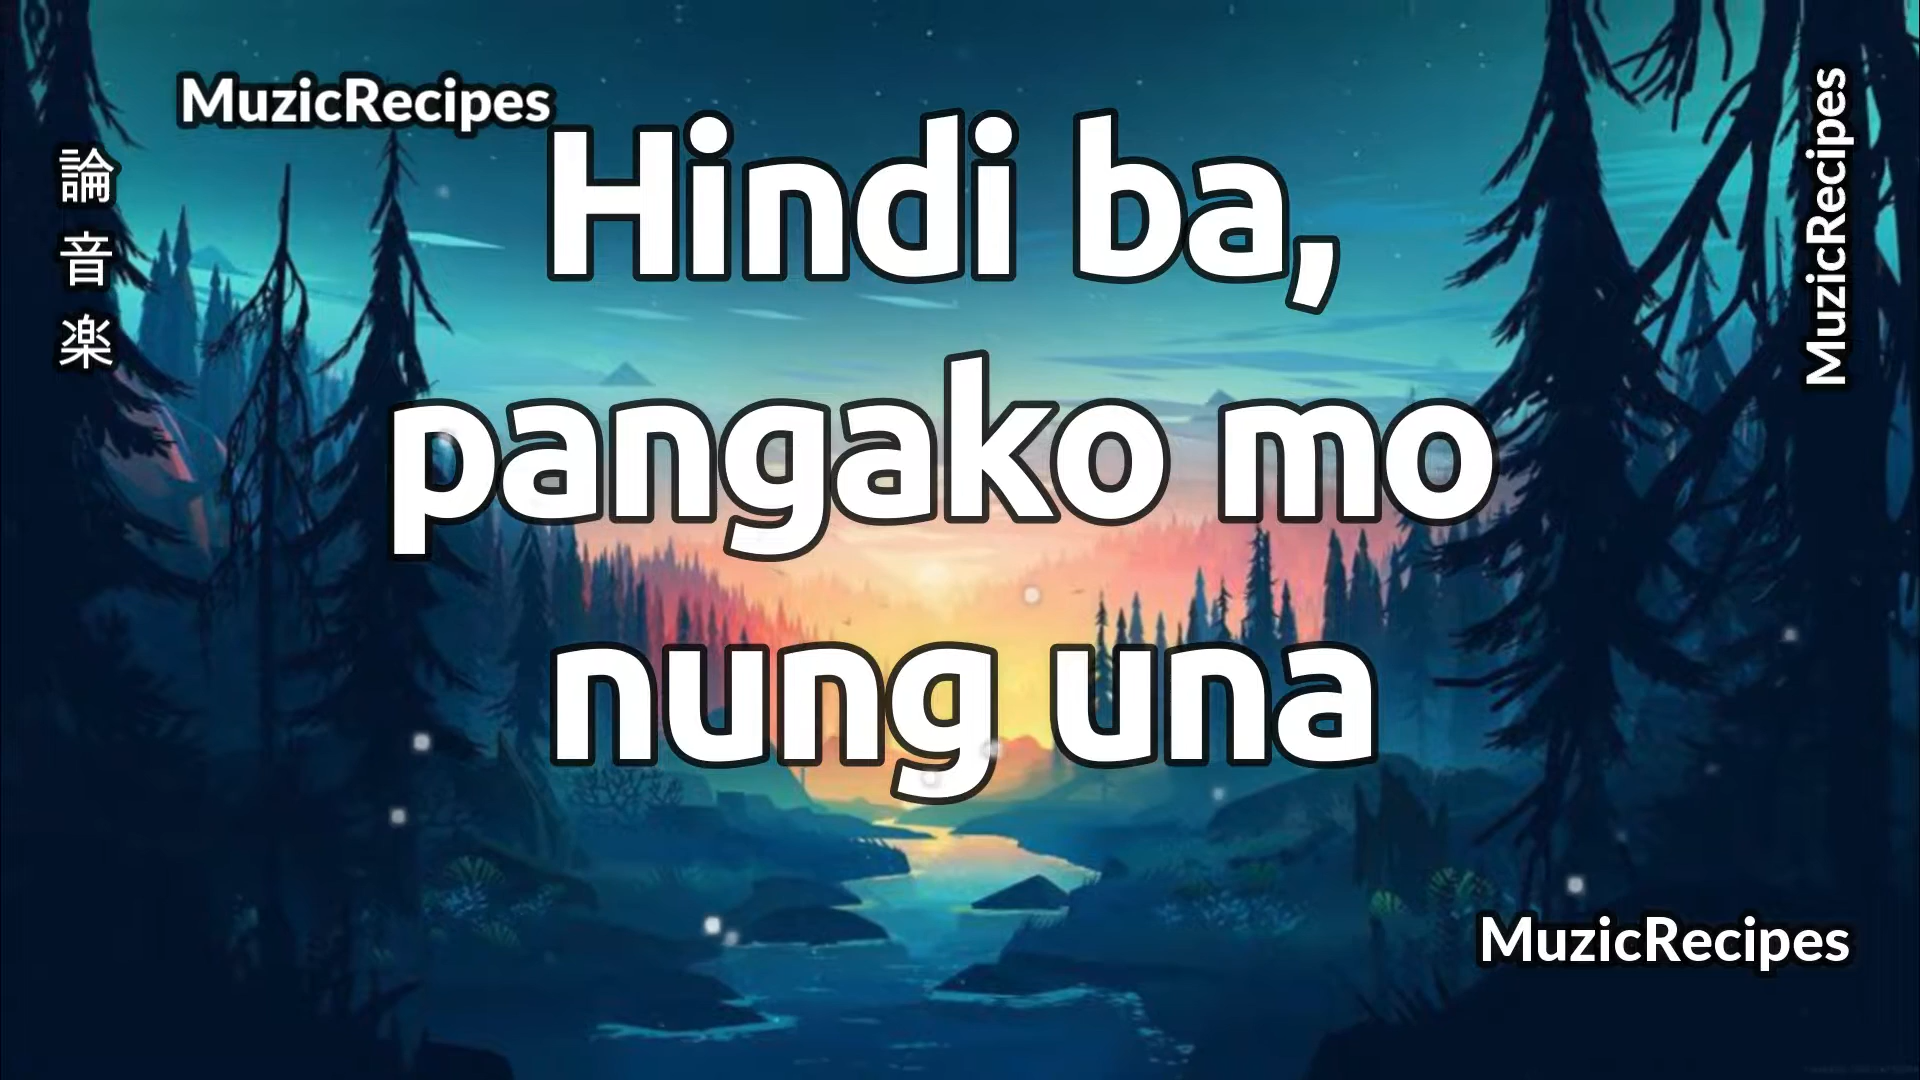 MuzicRecipes
論
音
楽
Hindi ba,
pangako mo
nung una
MuzicRecipes
MuzicRecipes